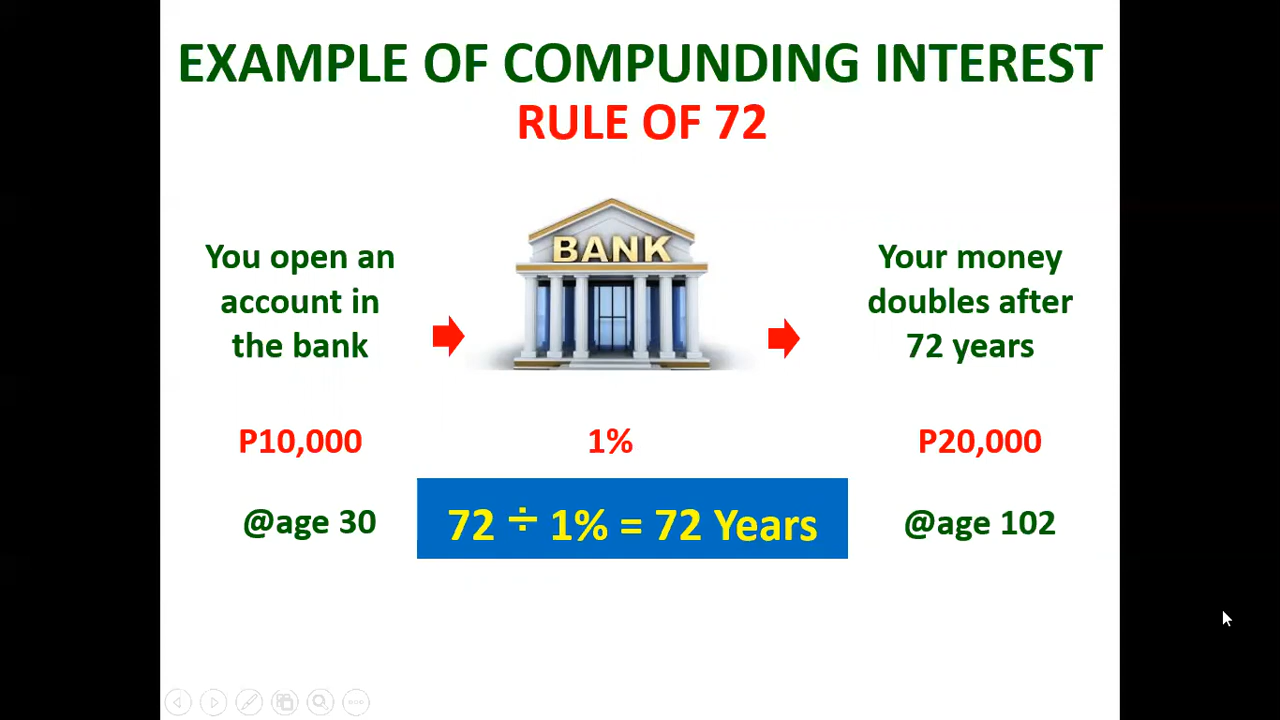 EXAMPLE OF COMPUNDING INTEREST
RULE OF 72
You open an
account in
the bank
BANK
Your money
doubles after
72 years
P10,000
1%
P20,000
@age 30
72 ÷ 1% = 72 Years
@age 102